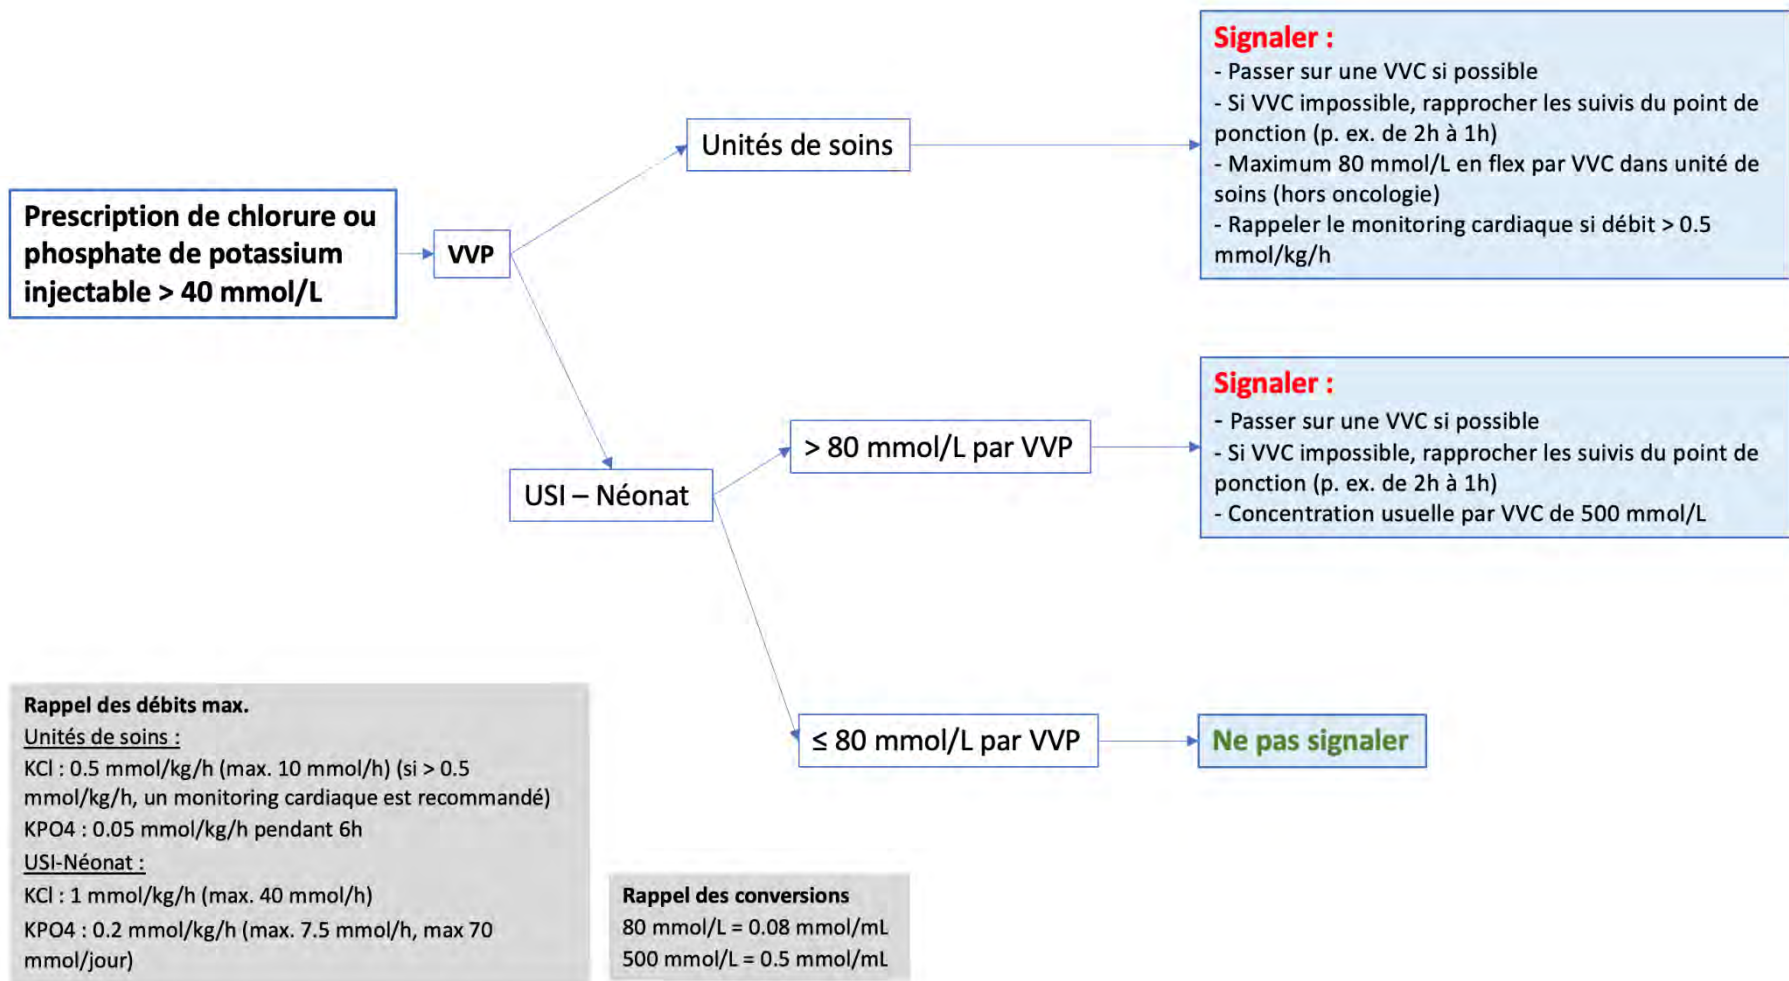 Prescription de chlorure ou
phosphate de potassium
injectable > 40 mmol/L
VVP
Unités de soins
Signaler :
- Passer sur une VVC si possible
- Si VVC impossible, rapprocher les suivis du point de
ponction (p. ex. de 2h à 1h)
- Maximum 80 mmol/L en flex par VVC dans unité de
soins (hors oncologie)
- Rappeler le monitoring cardiaque si débit > 0.5
mmol/kg/h
USI – Néonat
> 80 mmol/L par VVP
Signaler :
- Passer sur une VVC si possible
- Si VVC impossible, rapprocher les suivis du point de
ponction (p. ex. de 2h à 1h)
- Concentration usuelle par VVC de 500 mmol/L
≤ 80 mmol/L par VVP
Ne pas signaler
Rappel des débits max.
Unités de soins :
KCl : 0.5 mmol/kg/h (max. 10 mmol/h) (si > 0.5
mmol/kg/h, un monitoring cardiaque est recommandé)
KPO4 : 0.05 mmol/kg/h pendant 6h
USI-Néonat :
KCl : 1 mmol/kg/h (max. 40 mmol/h)
KPO4 : 0.2 mmol/kg/h (max. 7.5 mmol/h, max 70
mmol/jour)
Rappel des conversions
80 mmol/L = 0.08 mmol/mL
500 mmol/L = 0.5 mmol/mL